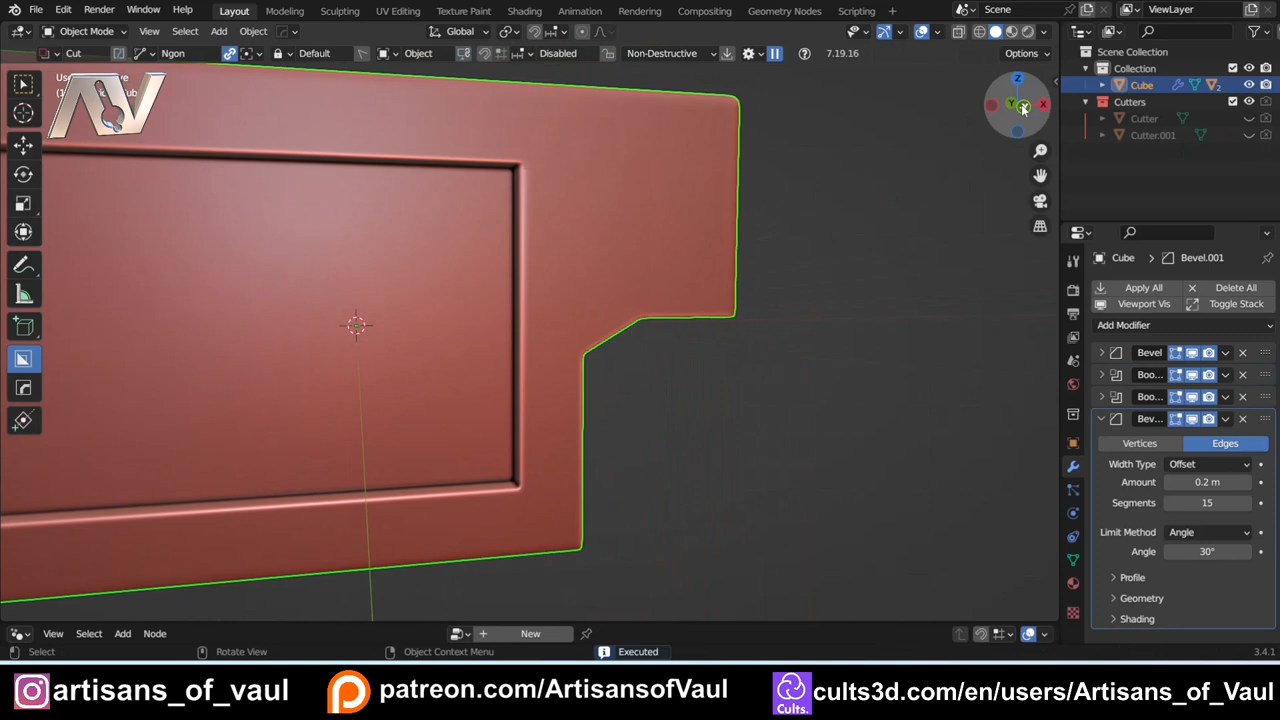 File Edit Render Window Help Layout Modeling Sculpting UV Editing Texture Paint Shading Animation Rendering Compositing Geometry Nodes Scripting Scene ViewLayer
Object Mode View Select Add Object Global
Cut Ngon Default Object Disabled Non-Destructive 7.19.16 Options
AV
Z
Y X
Scene Collection
Collection
Cube 2
Cutters
Cutter
Cutter.001
Cube Bevel.001
Apply All Delete All
Viewport Vis Toggle Stack
Add Modifier
Bevel
Boo...
Boo...
Bev...
Vertices Edges
Width Type Offset
Amount 0.2 m
Segments 15
Limit Method Angle
Angle 30°
Profile
Geometry
Shading
View Select Add Node New
Select Rotate View Object Context Menu Executed 3.4.1
artisans_of_vaul patreon.com/ArtisansofVaul Cults. cults3d.com/en/users/Artisans_of_Vaul